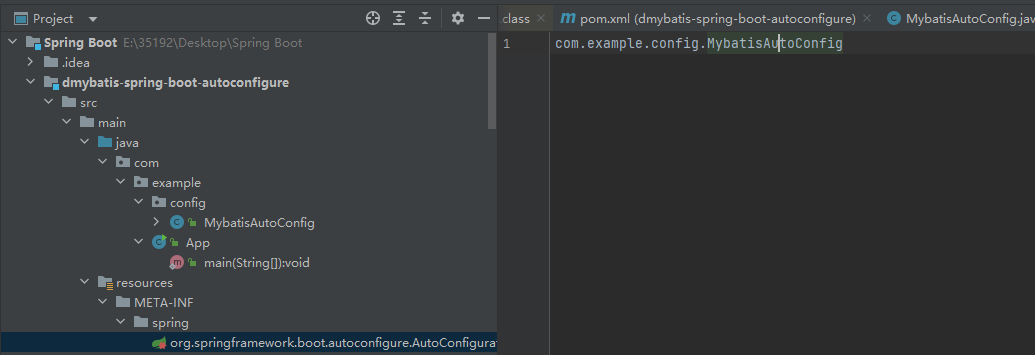 Project
.class
pom.xml (dmybatis-spring-boot-autoconfigure)
MybatisAutoConfig.jav
Spring Boot E:\35192\Desktop\Spring Boot
.idea
dmybatis-spring-boot-autoconfigure
src
main
java
com
example
config
MybatisAutoConfig
App
main(String[]):void
resources
META-INF
spring
org.springframework.boot.autoconfigure.AutoConfigurat
1 com.example.config.MybatisAutoConfig